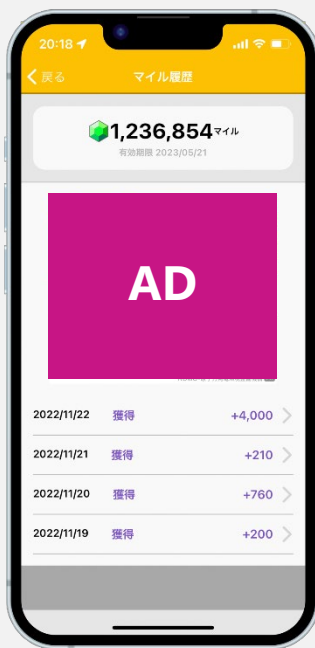 20:18
戻る マイル履歴
1,236,854マイル
有効期限 2023/05/21
AD
2022/11/22 獲得 +4,000
2022/11/21 獲得 +210
2022/11/20 獲得 +760
2022/11/19 獲得 +200